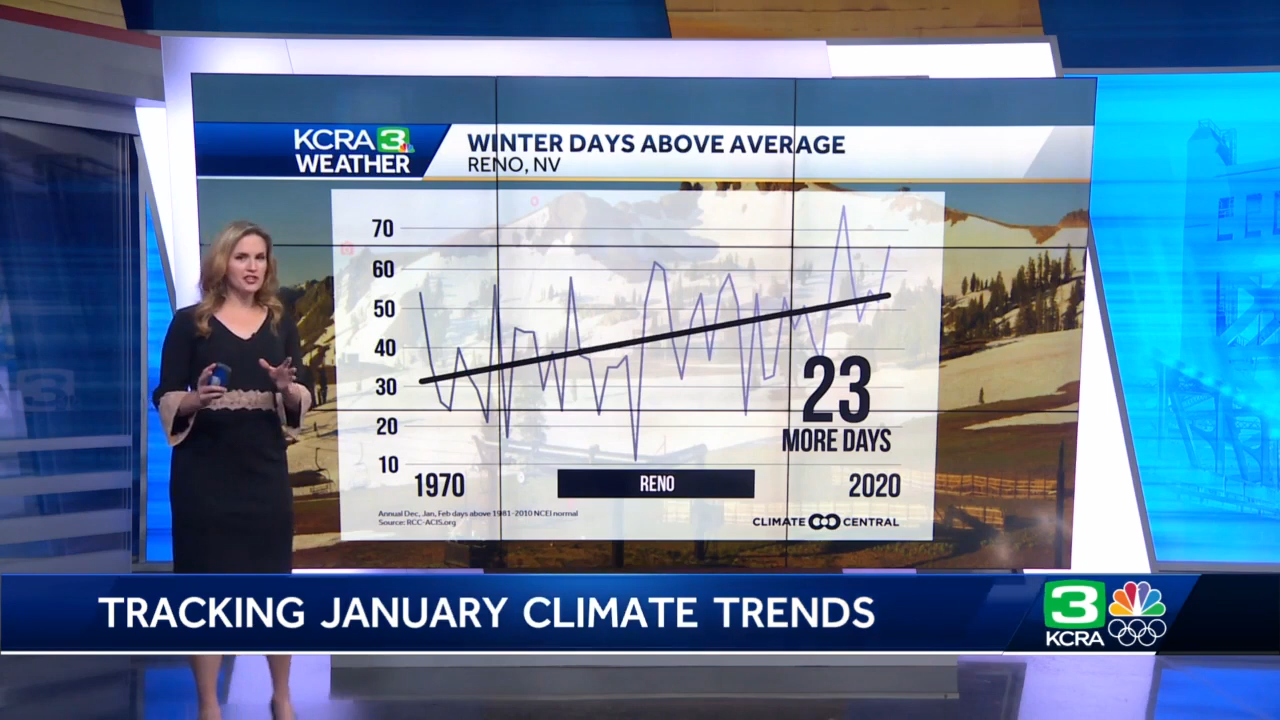 KCRA 3
WEATHER
WINTER DAYS ABOVE AVERAGE
RENO, NV
70
60
50
40
30
20
10
23
MORE DAYS
1970
RENO
2020
Annual Dec, Jan, Feb days above 1981-2010 NCEI normal
Source: RCC-ACIS.org
CLIMATE CENTRAL
3
TRACKING JANUARY CLIMATE TRENDS
3
KCRA